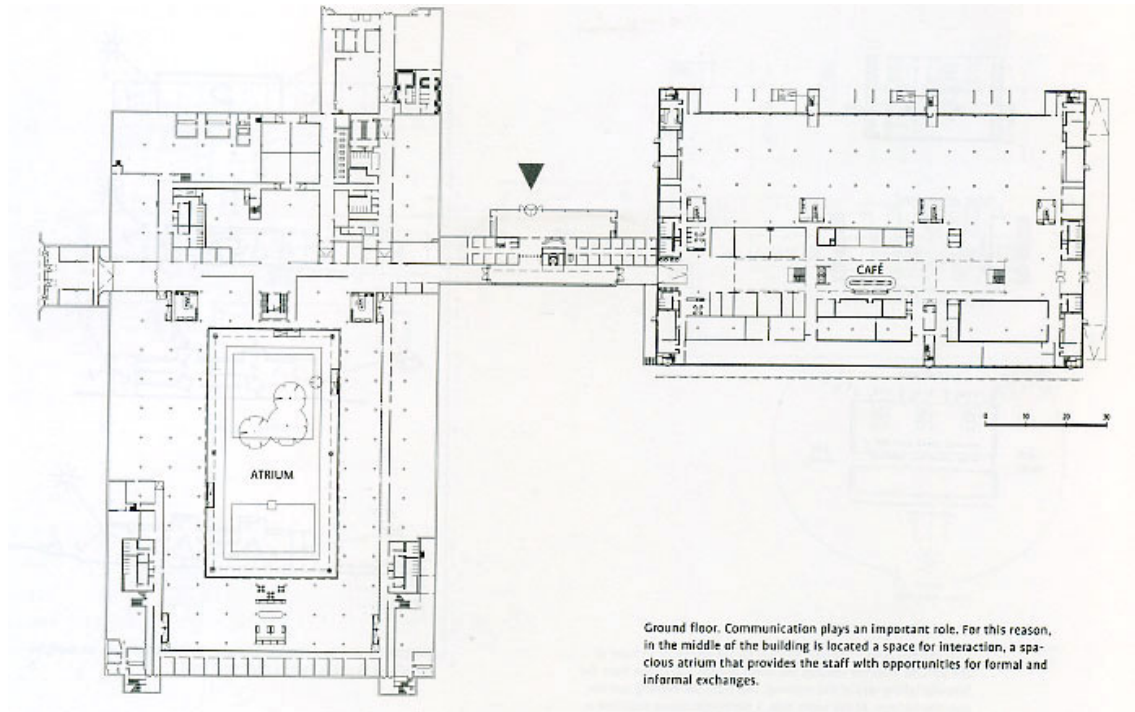 CAFÉ
0 10 20 30
ATRIUM
Ground floor. Communication plays an important role. For this reason,
in the middle of the building is located a space for interaction, a spa-
cious atrium that provides the staff with opportunities for formal and
informal exchanges.